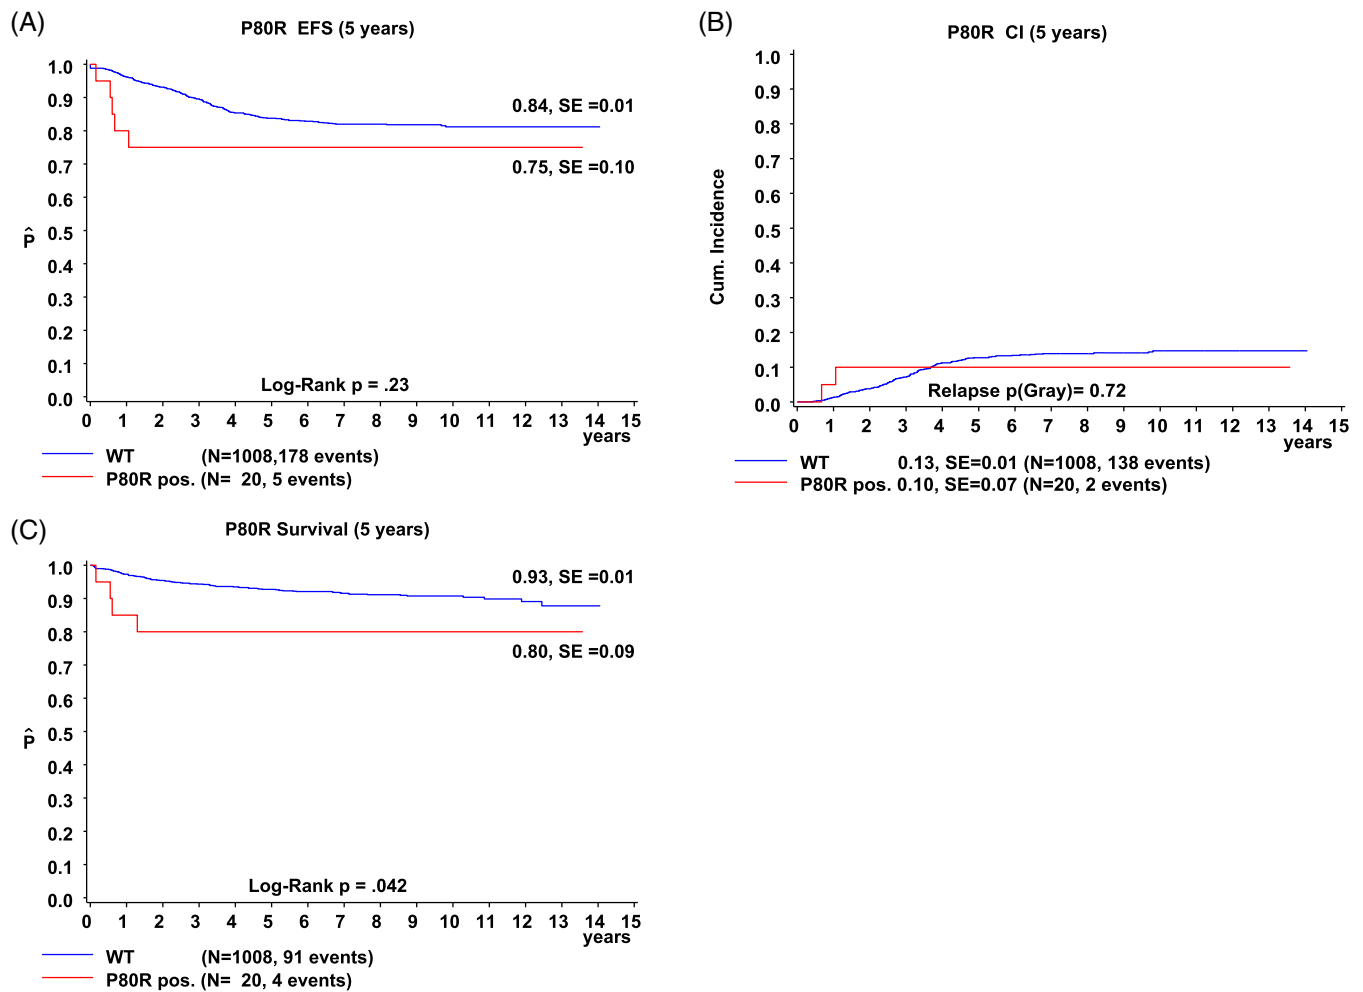 (A)
P80R  EFS (5 years)
1.0
0.9
0.8
0.7
0.6
0.5
0.4
0.3
0.2
0.1
0.0
P̂
0.84, SE =0.01
0.75, SE =0.10
Log-Rank p = .23
0 1 2 3 4 5 6 7 8 9 10 11 12 13 14 15
years
WT (N=1008,178 events)
P80R pos. (N=  20, 5 events)
(B)
P80R  CI (5 years)
1.0
0.9
0.8
0.7
0.6
0.5
0.4
0.3
0.2
0.1
0.0
Cum. Incidence
Relapse p(Gray)= 0.72
0 1 2 3 4 5 6 7 8 9 10 11 12 13 14 15
years
WT 0.13, SE=0.01 (N=1008, 138 events)
P80R pos. 0.10, SE=0.07 (N=20, 2 events)
(C)
P80R Survival (5 years)
1.0
0.9
0.8
0.7
0.6
0.5
0.4
0.3
0.2
0.1
0.0
P̂
0.93, SE =0.01
0.80, SE =0.09
Log-Rank p = .042
0 1 2 3 4 5 6 7 8 9 10 11 12 13 14 15
years
WT (N=1008, 91 events)
P80R pos. (N=  20, 4 events)